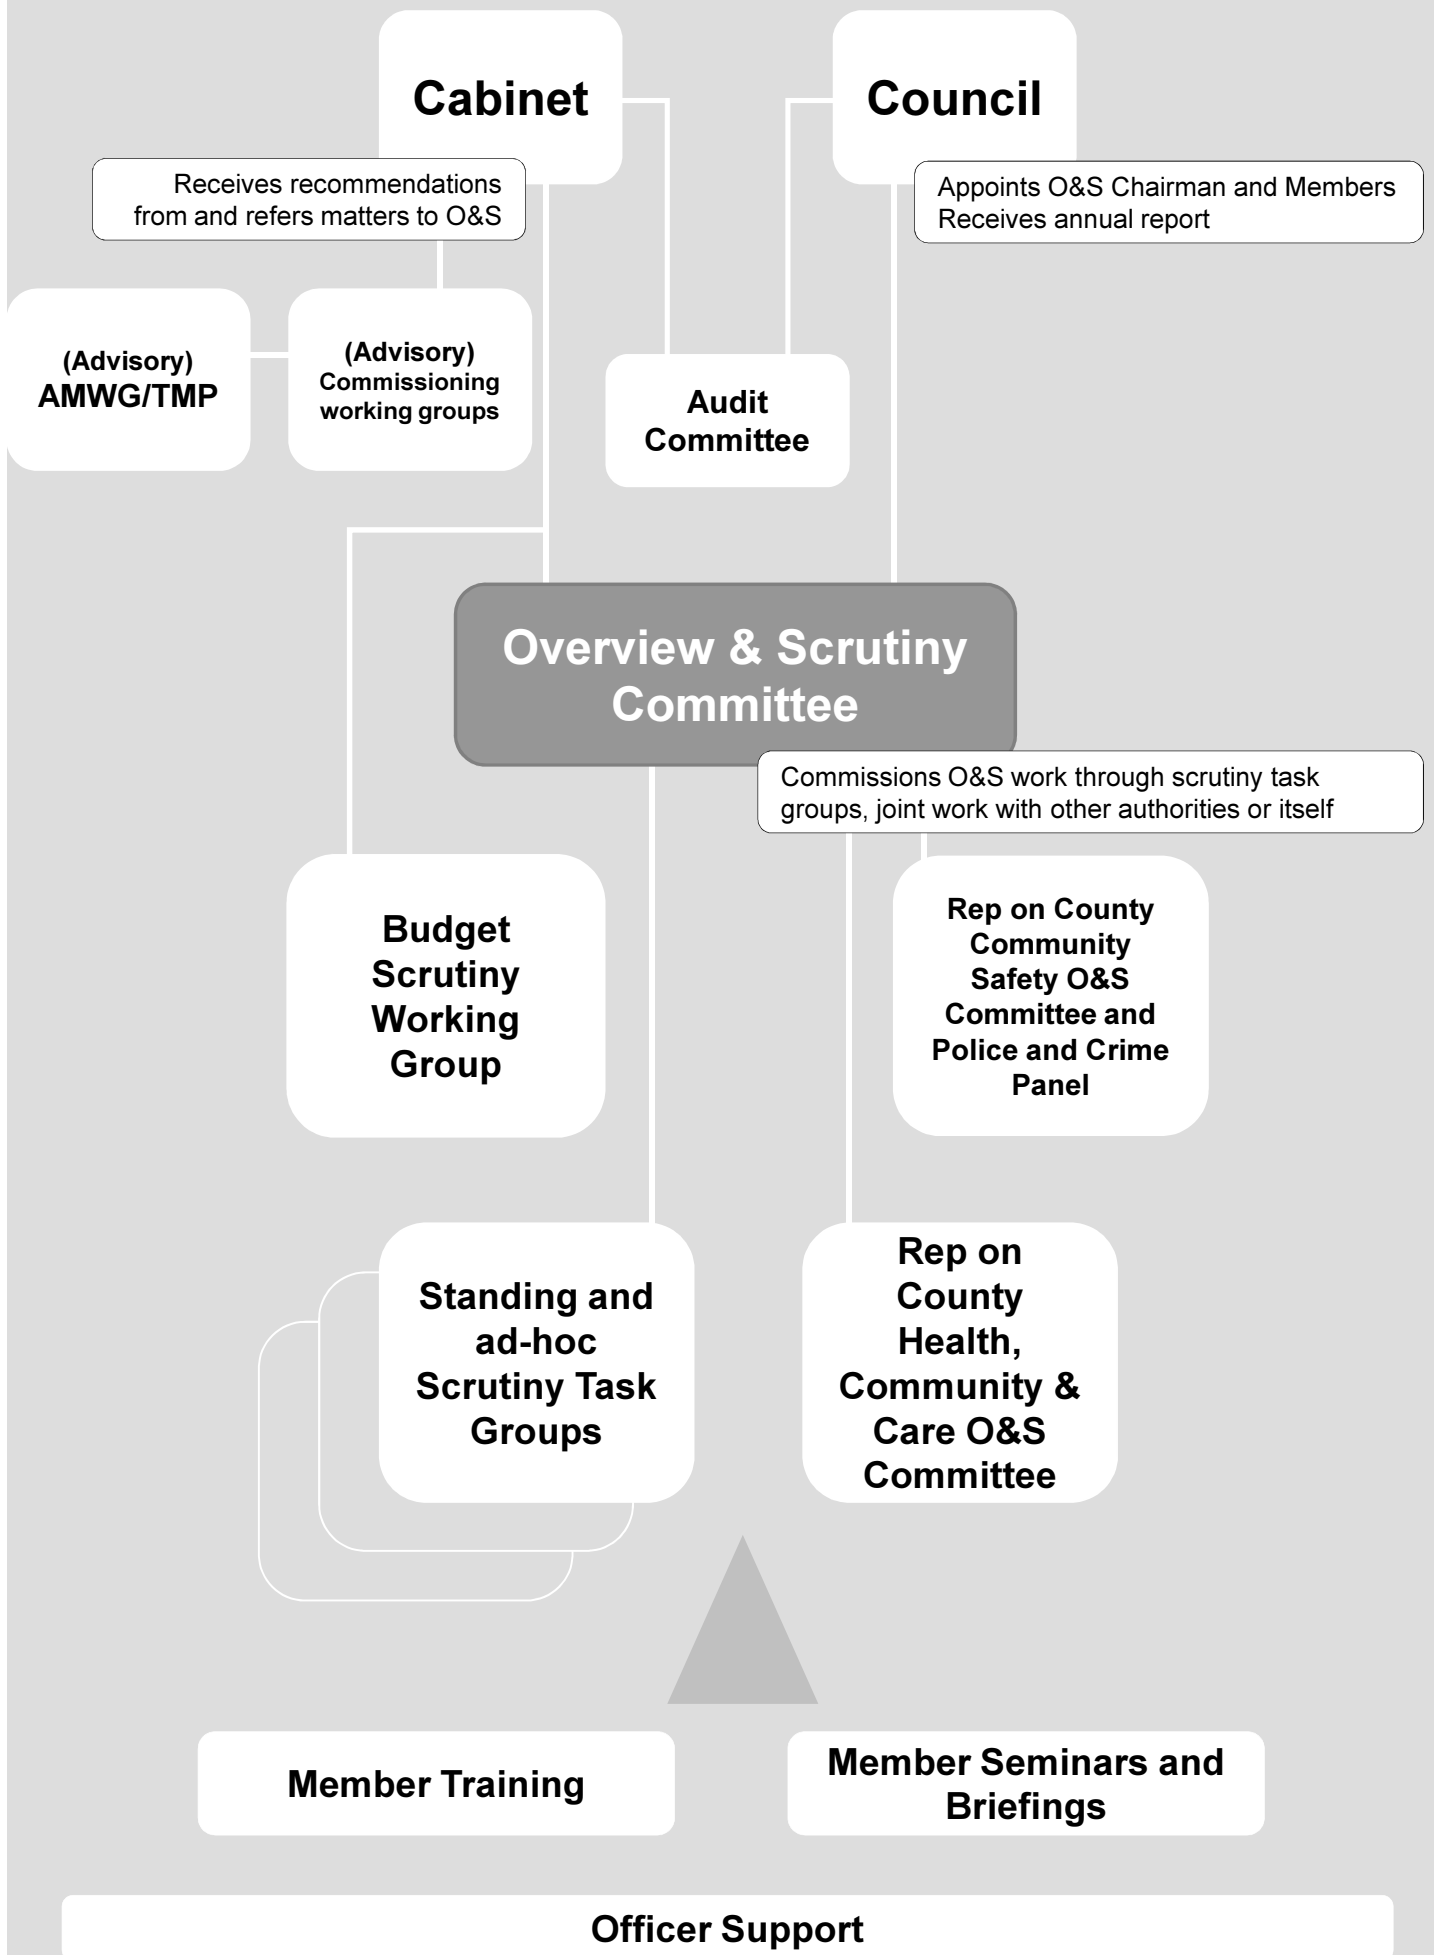 Cabinet
Council
Receives recommendations
from and refers matters to O&S
Appoints O&S Chairman and Members
Receives annual report
(Advisory)
AMWG/TMP
(Advisory)
Commissioning
working groups
Audit
Committee
Overview & Scrutiny
Committee
Commissions O&S work through scrutiny task
groups, joint work with other authorities or itself
Budget
Scrutiny
Working
Group
Rep on County
Community
Safety O&S
Committee and
Police and Crime
Panel
Standing and
ad-hoc
Scrutiny Task
Groups
Rep on
County
Health,
Community &
Care O&S
Committee
Member Training
Member Seminars and
Briefings
Officer Support